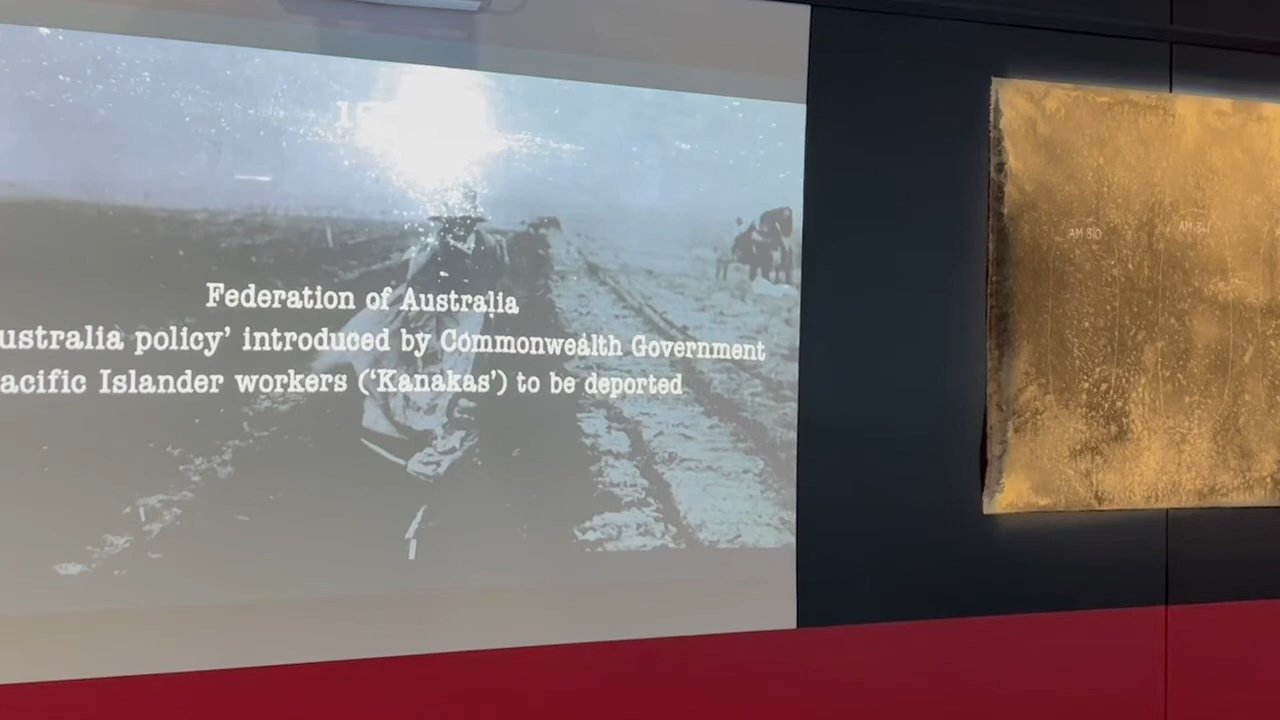 Federation of Australia
ustralia policy’ introduced by Commonwealth Government
acific Islander workers (‘Kanakas’) to be deported